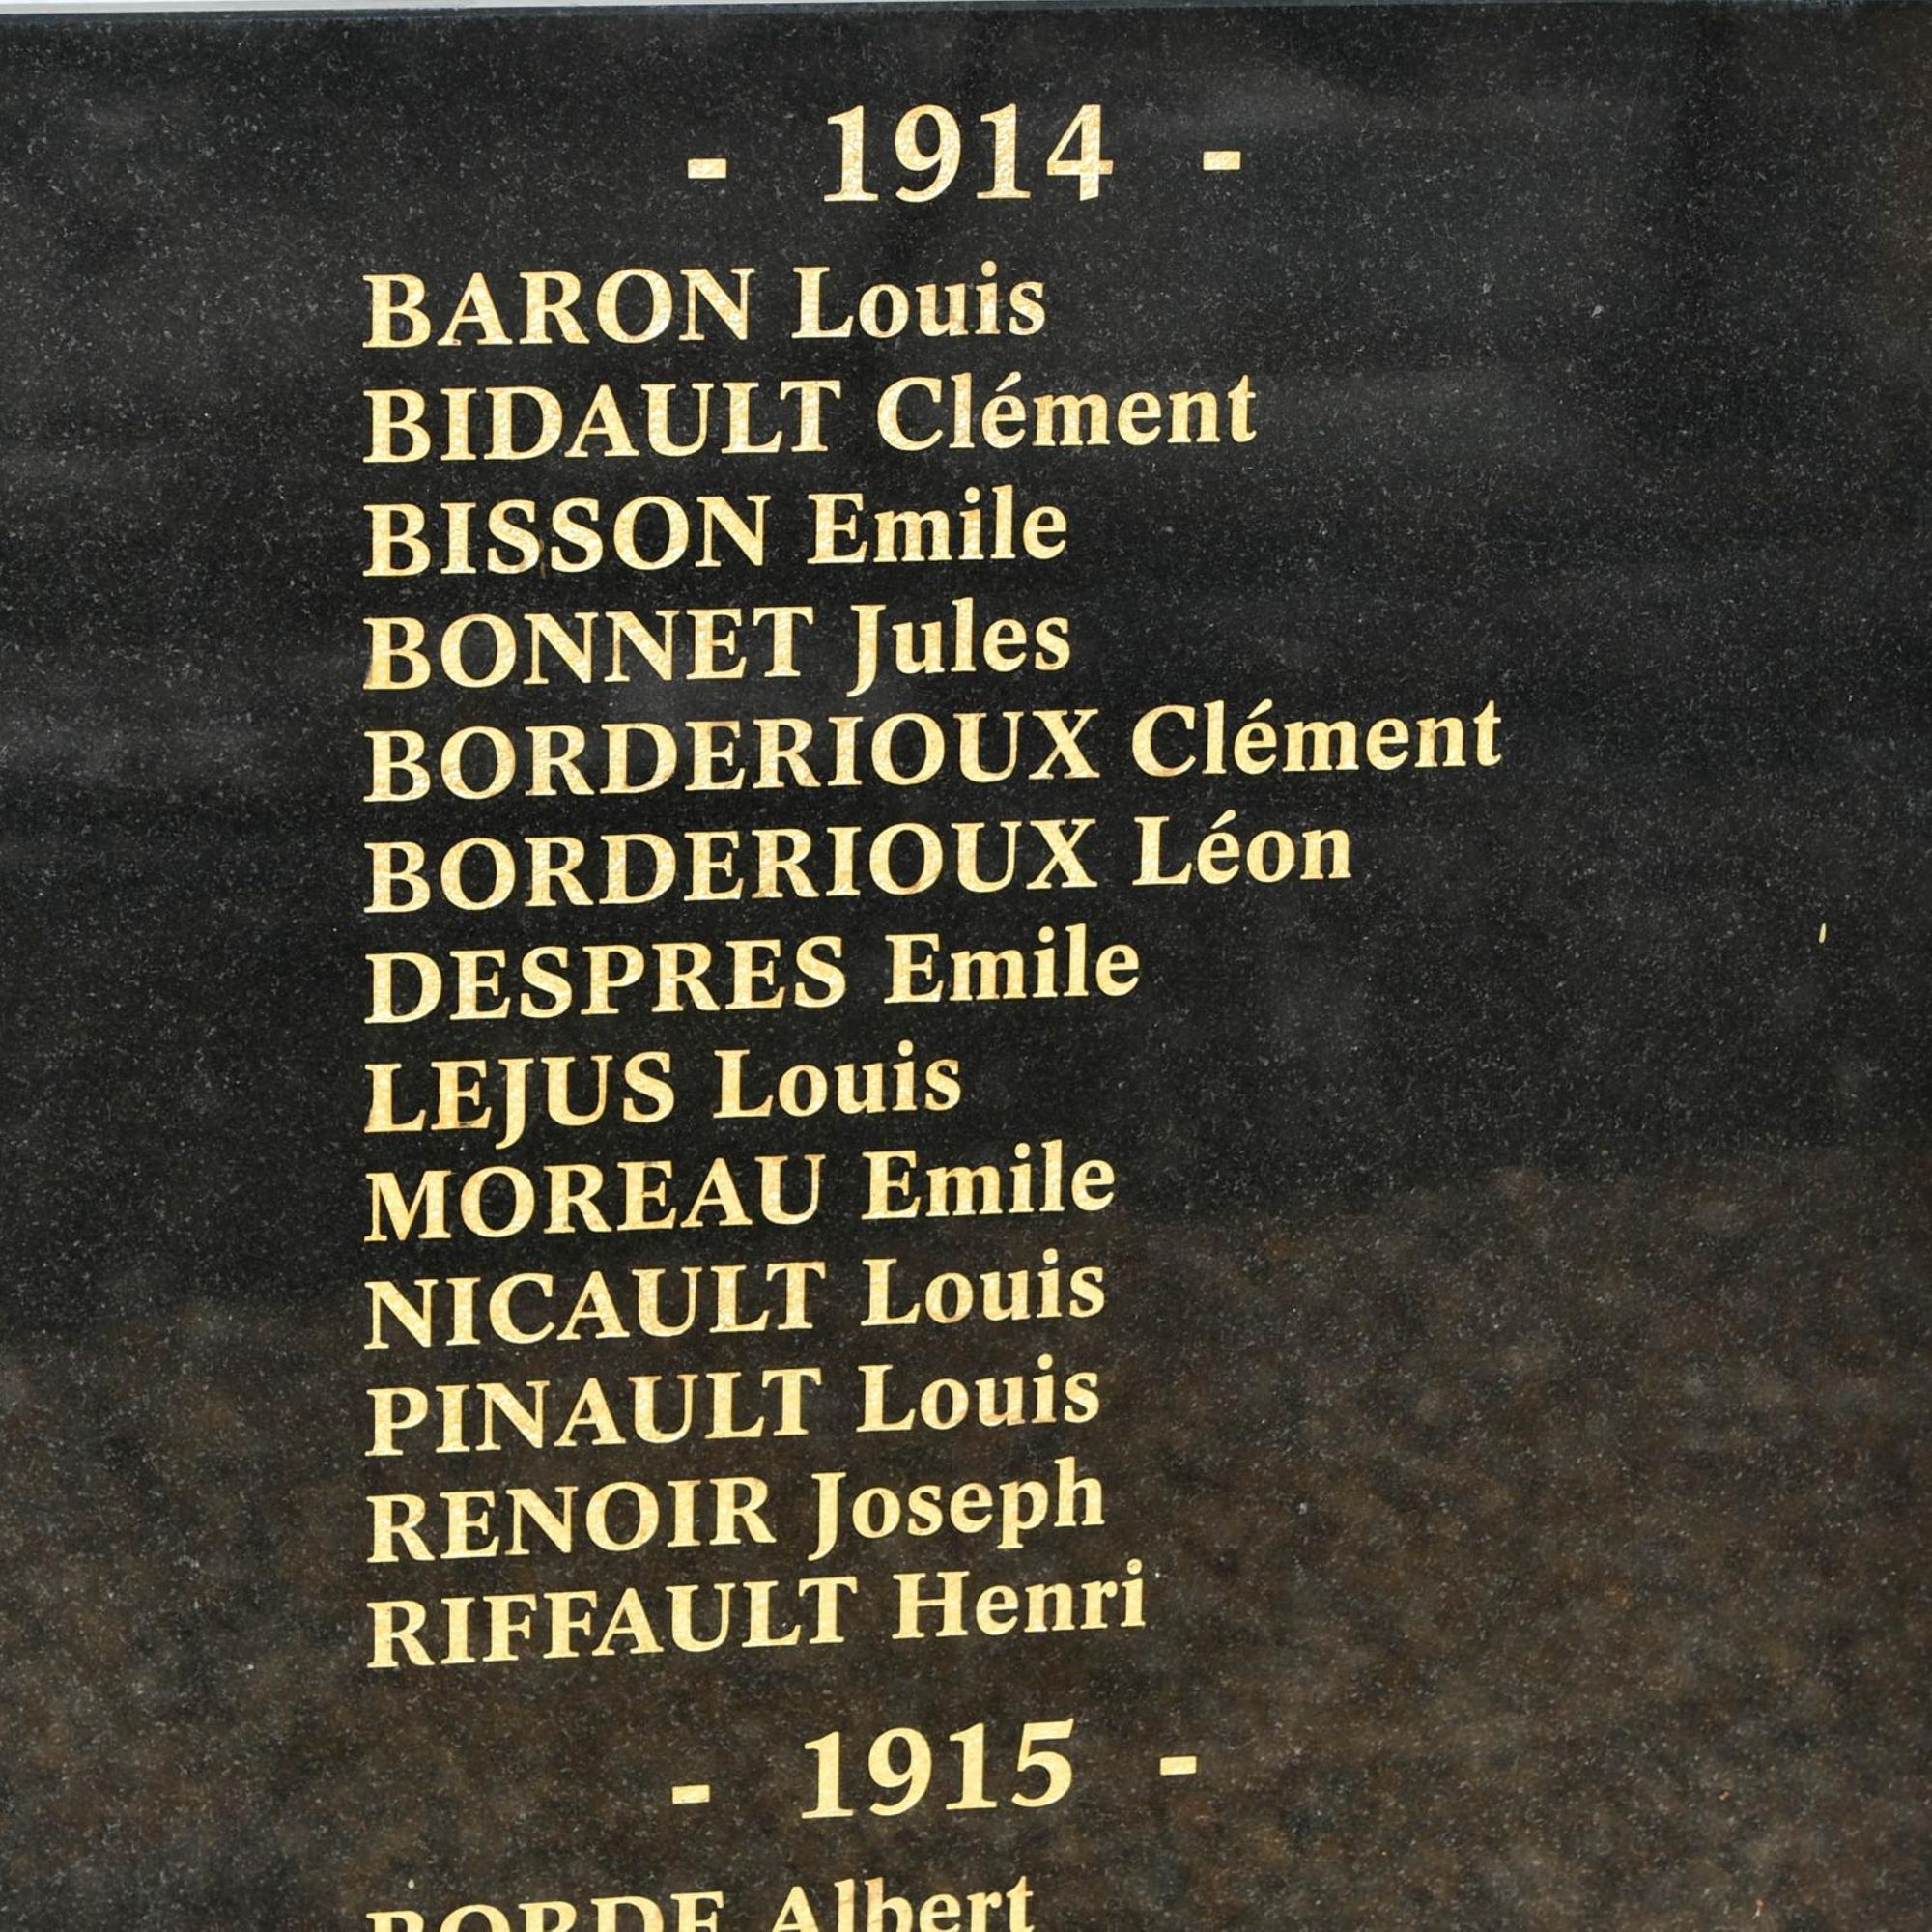 - 1914 -
BARON Louis
BIDAULT Clément
BISSON Emile
BONNET Jules
BORDERIOUX Clément
BORDERIOUX Léon
DESPRES Emile
LEJUS Louis
MOREAU Emile
NICAULT Louis
PINAULT Louis
RENOIR Joseph
RIFFAULT Henri
- 1915 -
Albert